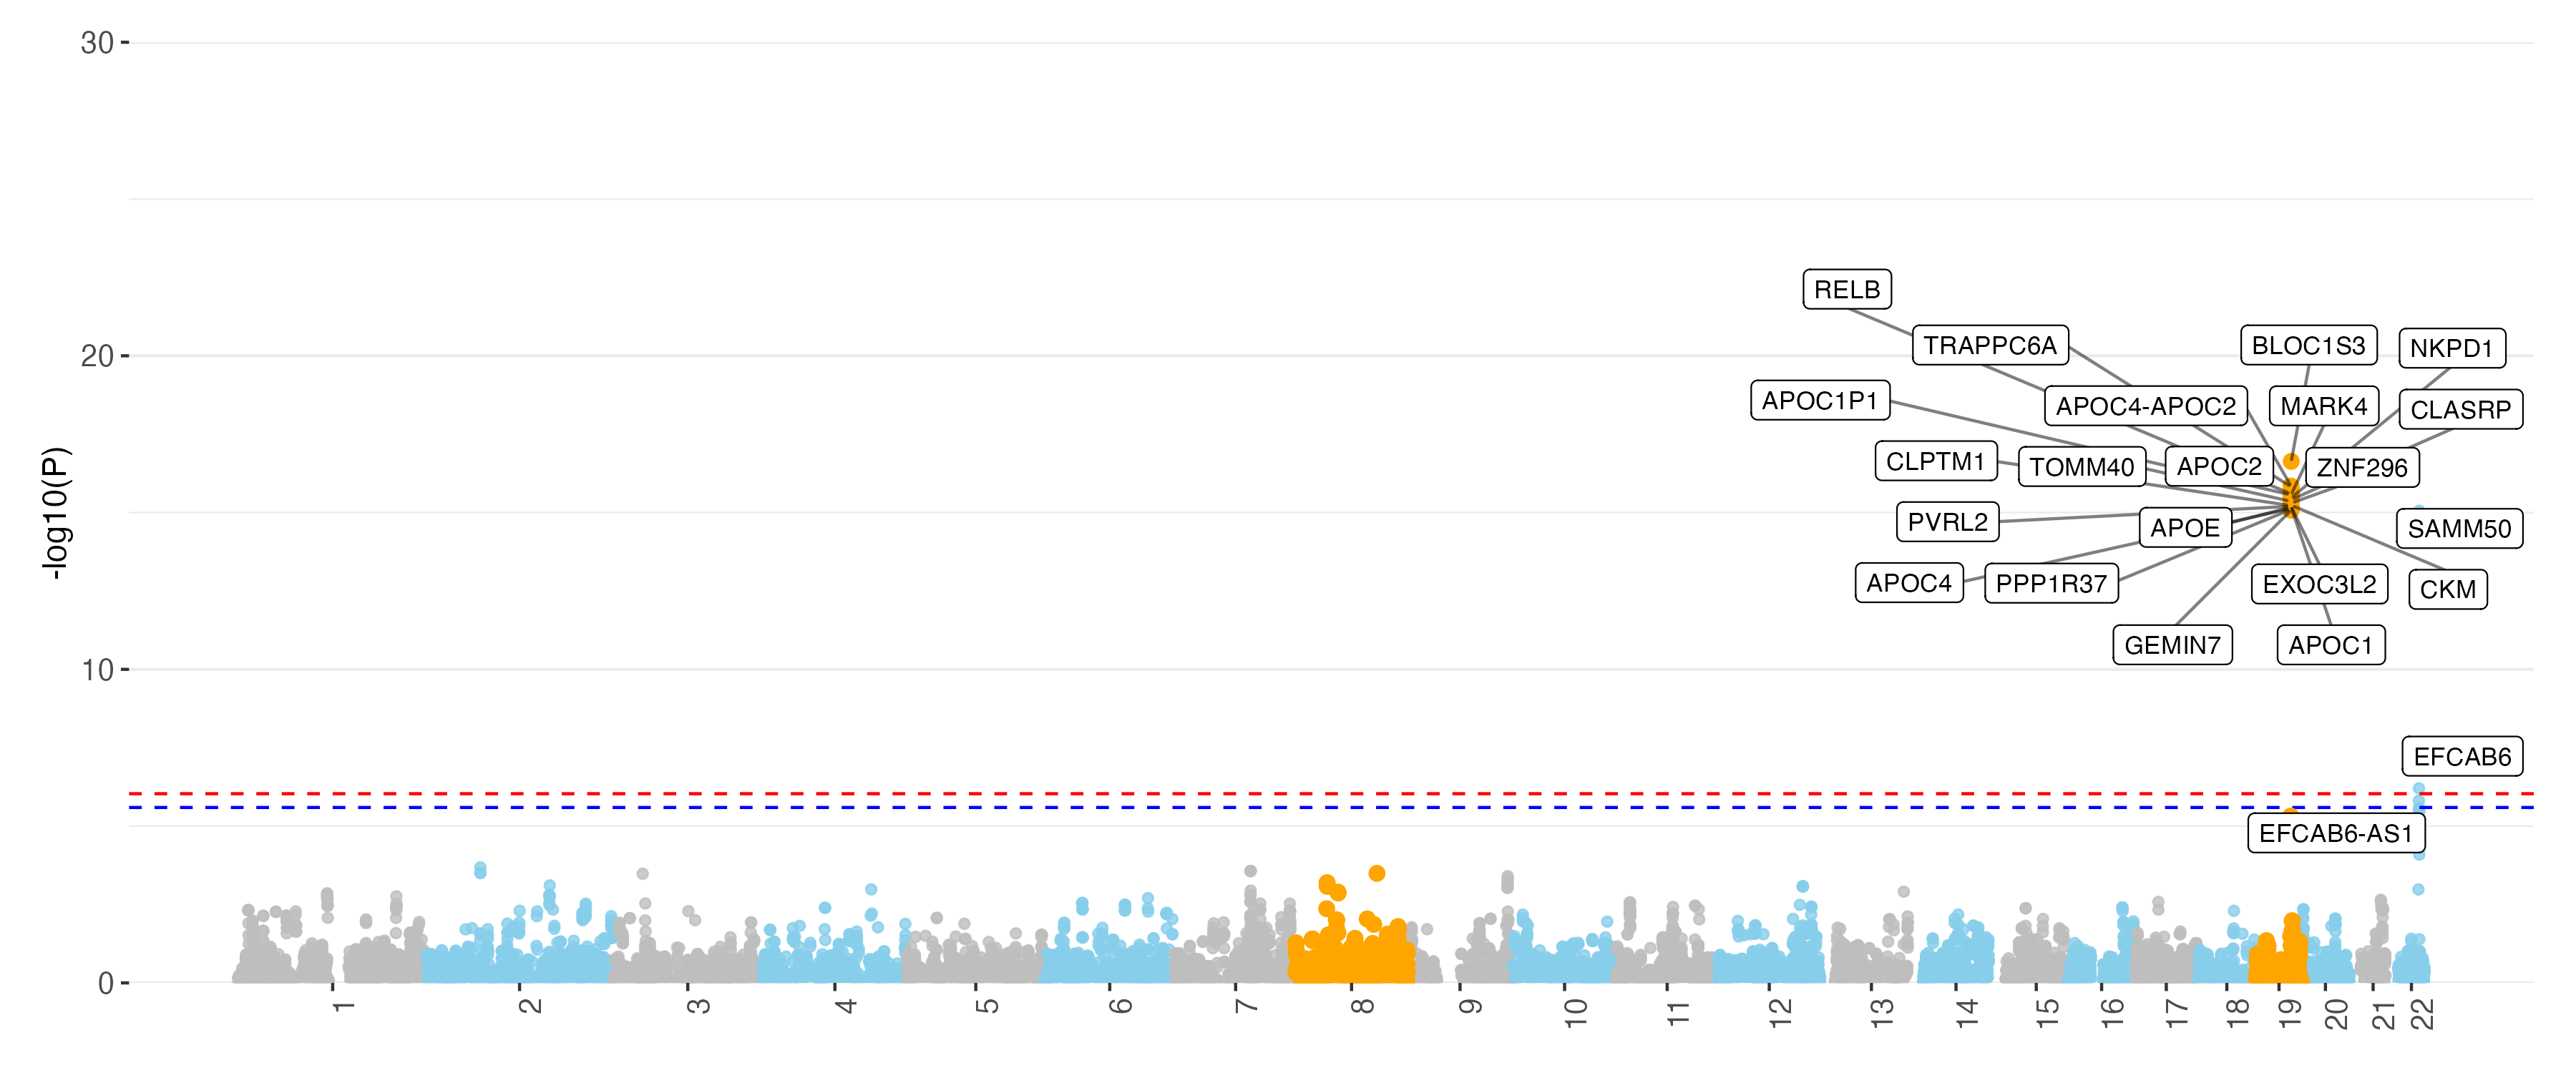 30
RELB
TRAPPC6A
BLOC1S3
NKPD1
20
APOC1P1
APOC4-APOC2
MARK4
CLASRP
CLPTM1
TOMM40
APOC2
ZNF296
-log10(P)
PVRL2
APOE
SAMM50
APOC4
PPP1R37
EXOC3L2
CKM
GEMIN7
APOC1
10
EFCAB6
EFCAB6-AS1
0
1
2
3
4
5
6
7
8
9
10
11
12
13
14
15
16
17
18
19
20
21
22